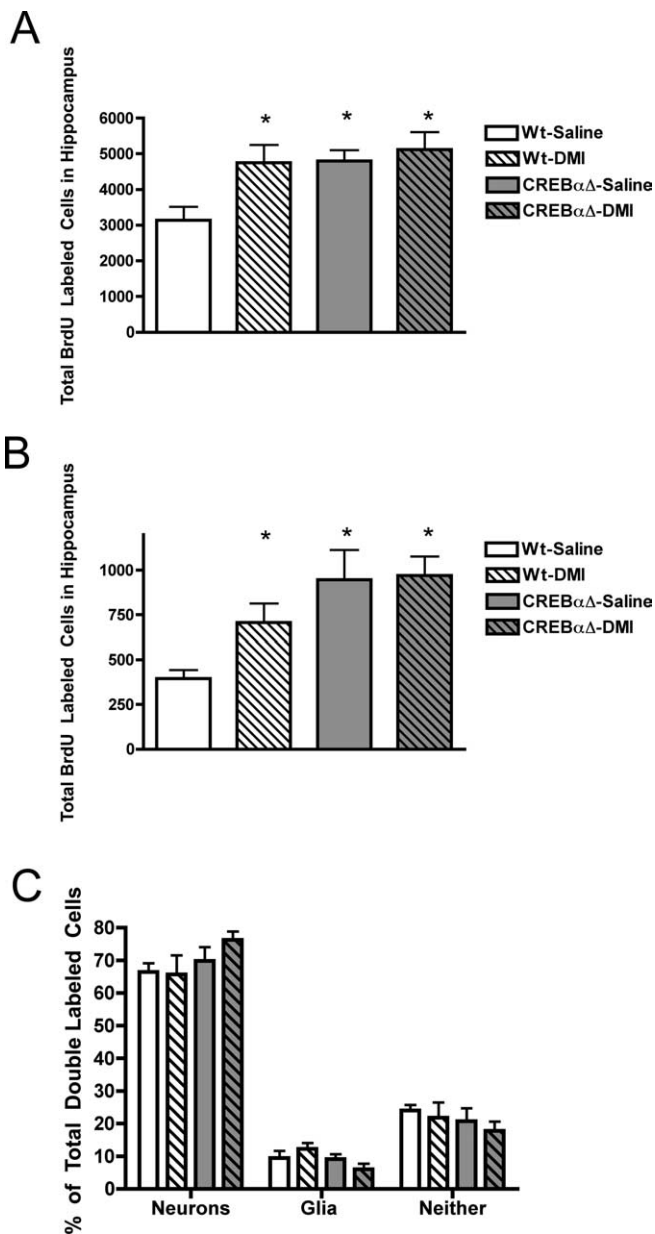 A
Total BrdU Labeled Cells in Hippocampus
6000
5000
4000
3000
2000
1000
0
* * *
Wt-Saline
Wt-DMI
CREBαΔ-Saline
CREBαΔ-DMI
B
Total BrdU Labeled Cells in Hippocampus
1000
750
500
250
0
* * *
Wt-Saline
Wt-DMI
CREBαΔ-Saline
CREBαΔ-DMI
C
% of Total Double Labeled Cells
80
70
60
50
40
30
20
10
0
Neurons Glia Neither